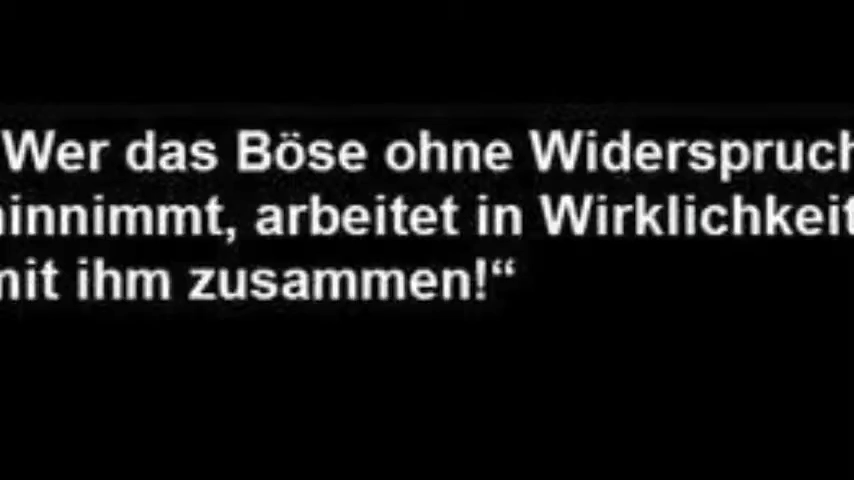 Wer das Böse ohne Widerspruch
hinnimmt, arbeitet in Wirklichkeit
mit ihm zusammen!“